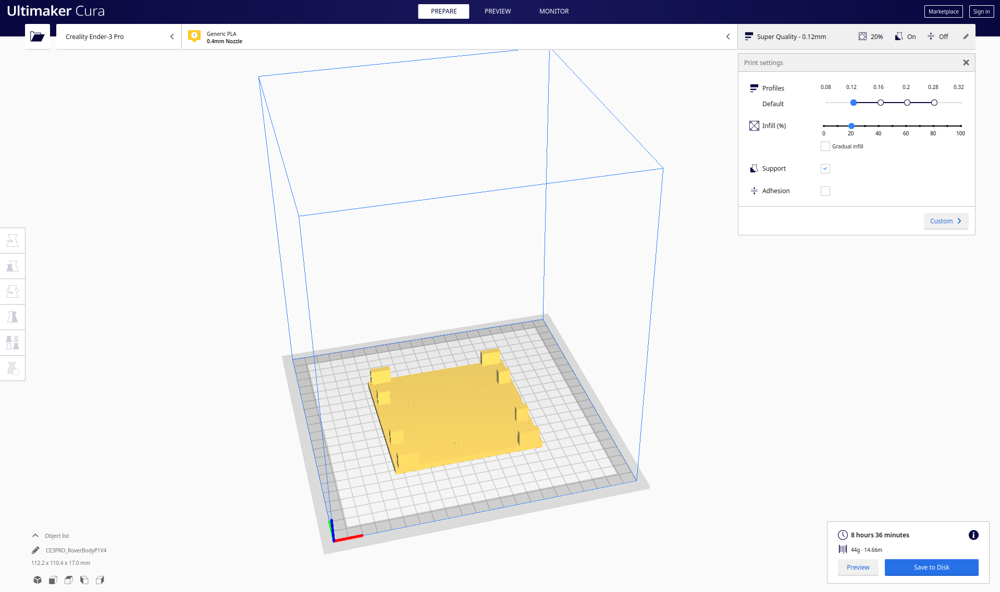 Ultimaker Cura
PREPARE
PREVIEW
MONITOR
Marketplace
Sign in
Creality Ender-3 Pro
1
Generic PLA
0.4mm Nozzle
Super Quality - 0.12mm
20%
On
Off
Print settings
Profiles
0.08 0.12 0.16 0.2 0.28 0.32
Default
Infill (%)
0 20 40 60 80 100
Gradual infill
Support
Adhesion
Custom
Object list
CE3PRO_RoverBodyP1V4
112.2 x 110.4 x 17.0 mm
8 hours 36 minutes
44g · 14.66m
Preview
Save to Disk